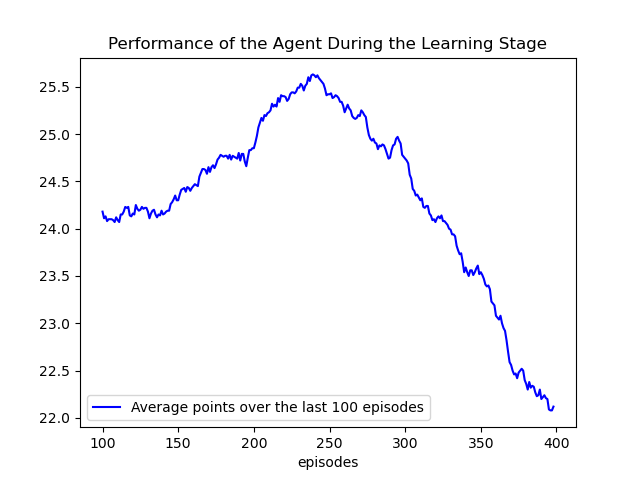 Performance of the Agent During the Learning Stage
25.5
25.0
24.5
24.0
23.5
23.0
22.5
22.0
Average points over the last 100 episodes
100 150 200 250 300 350 400
episodes